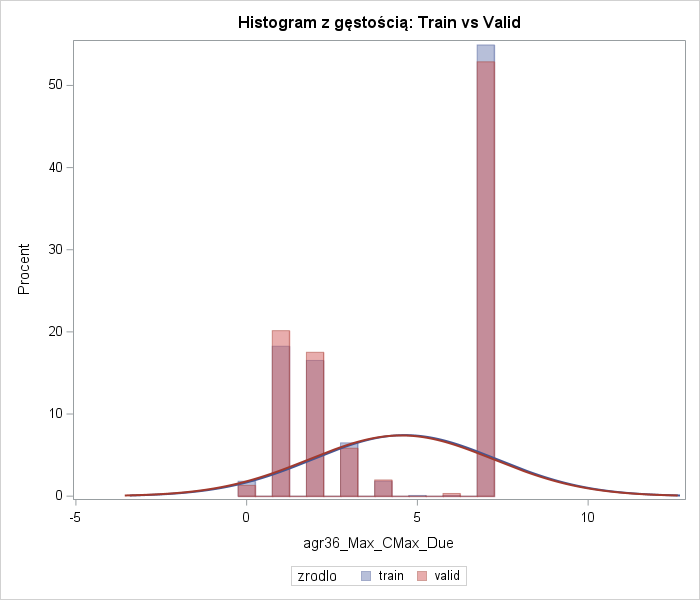 Histogram z gęstością: Train vs Valid
50
40
30
20
10
0
Procent
-5
0
5
10
agr36_Max_CMax_Due
zrodlo train valid